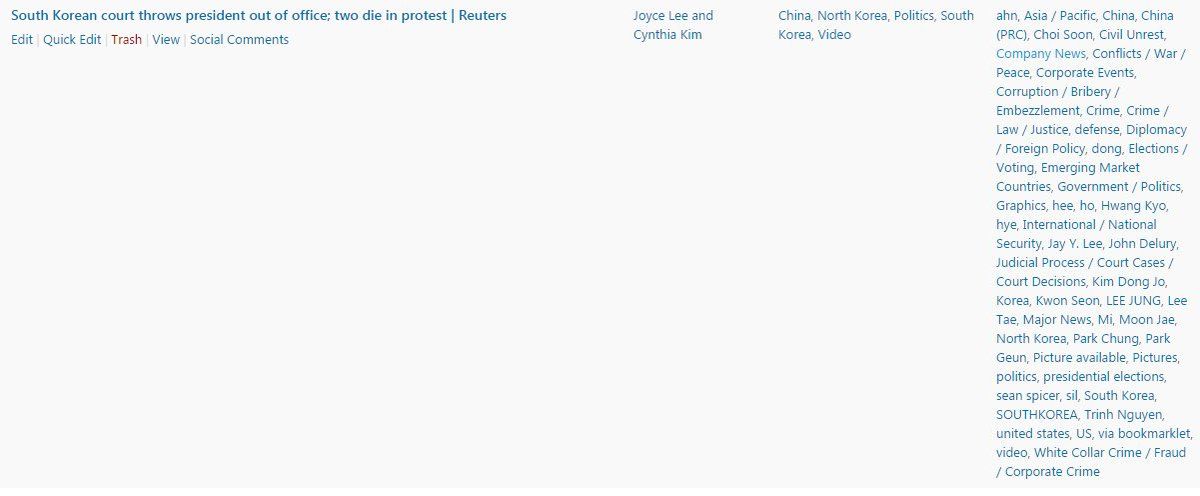 South Korean court throws president out of office; two die in protest | Reuters
Edit | Quick Edit | Trash | View | Social Comments
Joyce Lee and
Cynthia Kim
China, North Korea, Politics, South
Korea, Video
ahn, Asia / Pacific, China, China
(PRC), Choi Soon, Civil Unrest,
Company News, Conflicts / War /
Peace, Corporate Events,
Corruption / Bribery /
Embezzlement, Crime, Crime /
Law / Justice, defense, Diplomacy
/ Foreign Policy, dong, Elections /
Voting, Emerging Market
Countries, Government / Politics,
Graphics, hee, ho, Hwang Kyo,
hye, International / National
Security, Jay Y. Lee, John Delury,
Judicial Process / Court Cases /
Court Decisions, Kim Dong Jo,
Korea, Kwon Seon, LEE JUNG, Lee
Tae, Major News, Mi, Moon Jae,
North Korea, Park Chung, Park
Geun, Picture available, Pictures,
politics, presidential elections,
sean spicer, sil, South Korea,
SOUTHKOREA, Trinh Nguyen,
united states, US, via bookmarklet,
video, White Collar Crime / Fraud
/ Corporate Crime